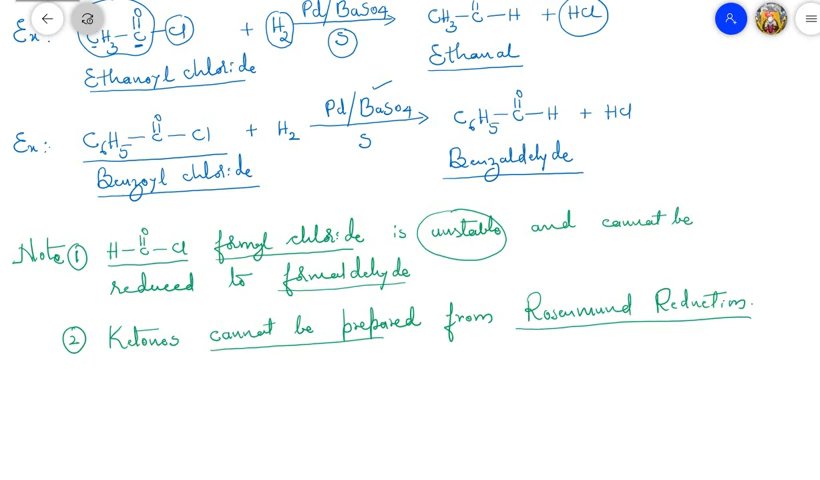 Ex: CH3-C(=O)-Cl + H2 Pd/BaSO4 S → CH3-C(=O)-H + HCl
Ethanoyl chloride Ethanal
Ex: C6H5-C(=O)-Cl + H2 Pd/BaSO4 S → C6H5-C(=O)-H + HCl
Benzoyl chloride Benzaldehyde
Note ① H-C(=O)-Cl formyl chloride is unstable and cannot be
reduced to formaldehyde
② Ketones cannot be prepared from Rosenmund Reduction.